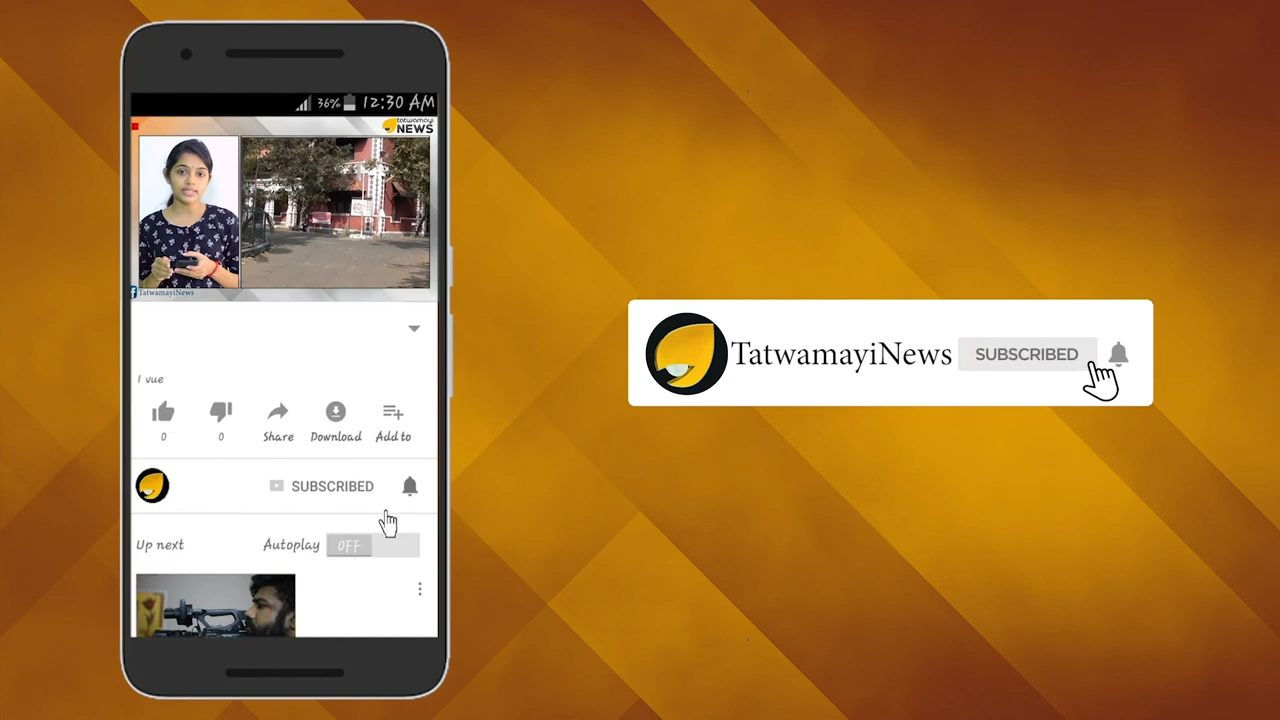 36% 12:30 AM
tatwamayi
NEWS
TatwamayiNews
1 vue
0 0 Share Download Add to
SUBSCRIBED
Up next Autoplay OFF
TatwamayiNews SUBSCRIBED